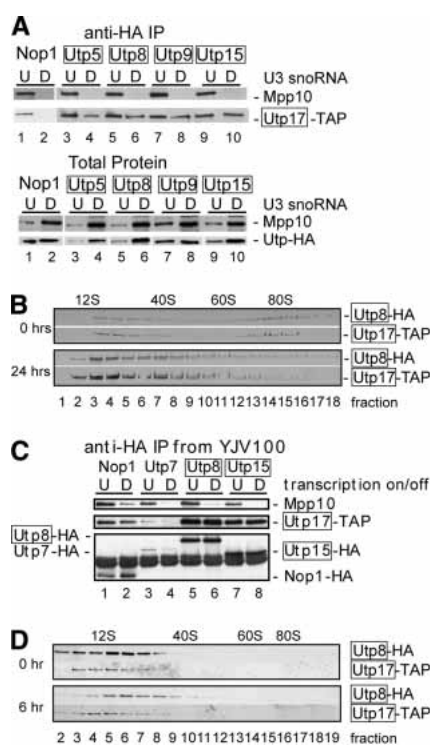 A
anti-HA IP
Nop1 Utp5 Utp8 Utp9 Utp15
U D U D U D U D U D U3 snoRNA
- Mpp10
- Utp17 -TAP
1 2 3 4 5 6 7 8 9 10
Total Protein
Nop1 Utp5 Utp8 Utp9 Utp15
U D U D U D U D U D U3 snoRNA
- Mpp10
- Utp-HA
1 2 3 4 5 6 7 8 9 10
B
12S 40S 60S 80S
0 hrs
- Utp8-HA
- Utp17-TAP
24 hrs
- Utp8-HA
- Utp17-TAP
1 2 3 4 5 6 7 8 9 10 11 12 13 14 15 16 17 18 fraction
C
anti-HA IP from YJV100
Nop1 Utp7 Utp8 Utp15
U D U D U D U D transcription on/off
- Mpp10
- Utp17-TAP
Utp8-HA
Utp7-HA -
- Utp15-HA
- Nop1-HA
1 2 3 4 5 6 7 8
D
12S 40S 60S 80S
0 hr
Utp8-HA
Utp17-TAP
6 hr
Utp8-HA
Utp17-TAP
2 3 4 5 6 7 8 9 10 11 12 13 14 15 16 17 18 19 fraction